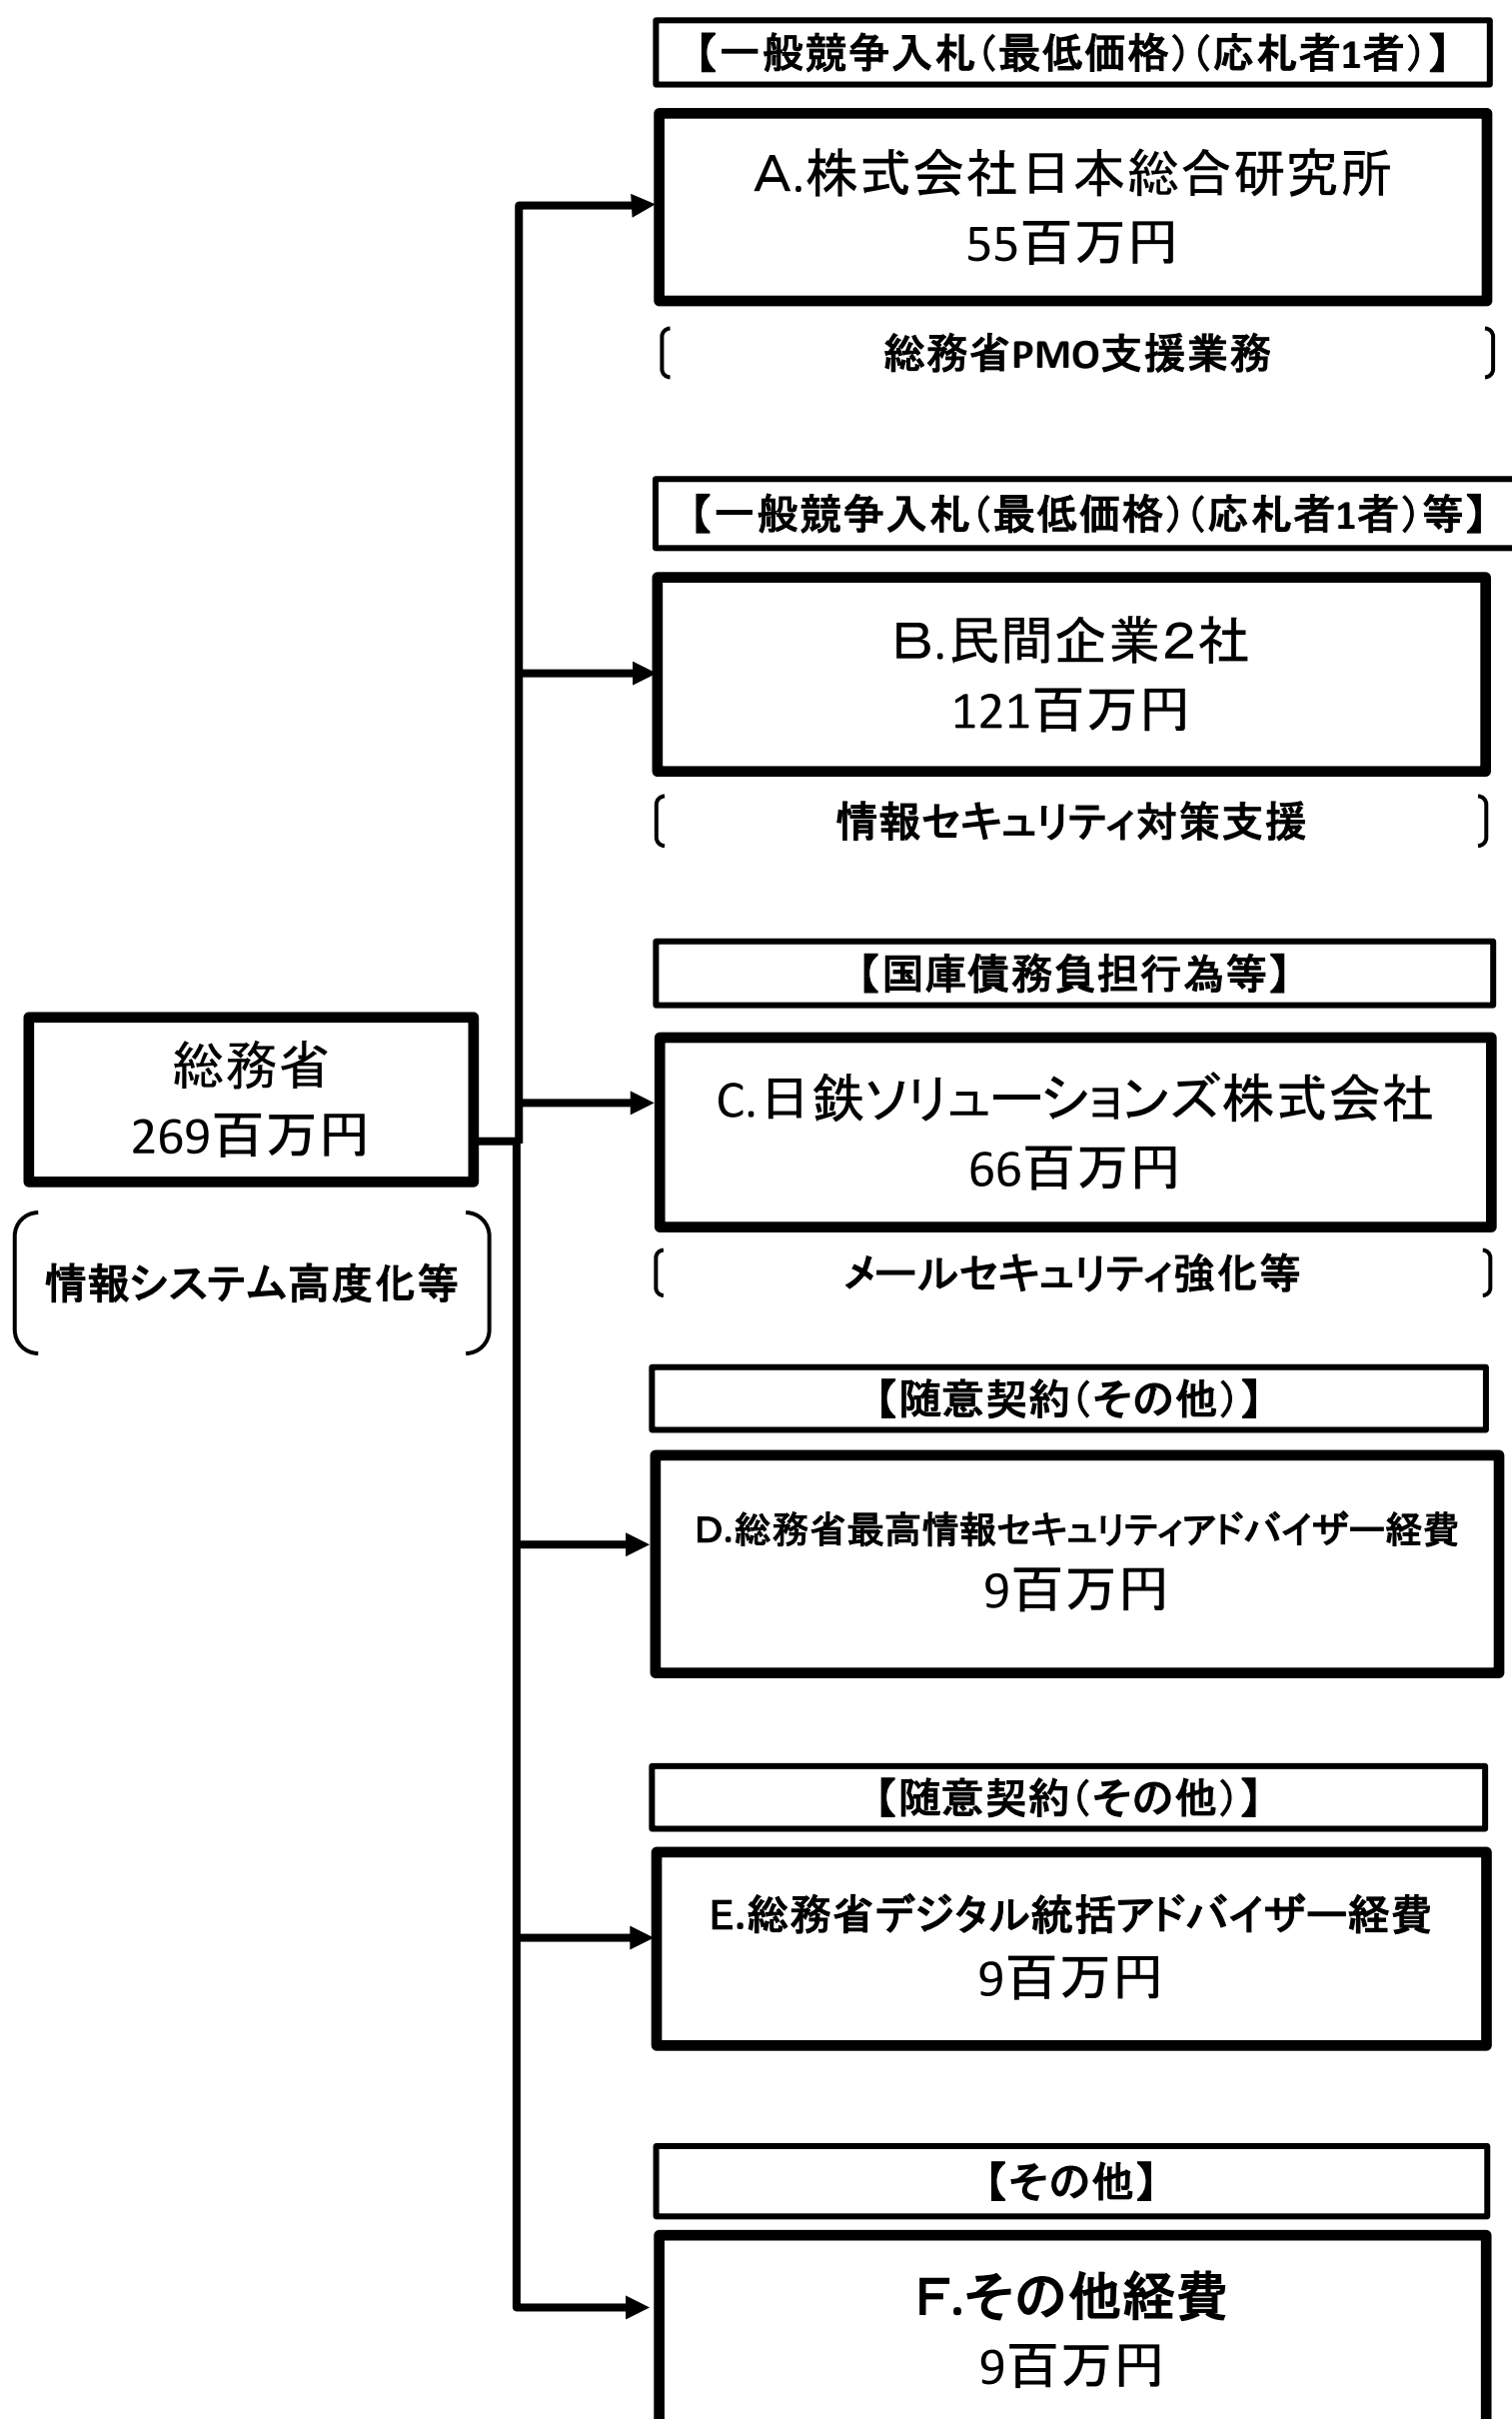 【一般競争入札（最低価格）（応札者1者）】
A.株式会社日本総合研究所
55百万円
総務省PMO支援業務
【一般競争入札（最低価格）（応札者1者）等】
B.民間企業２社
121百万円
情報セキュリティ対策支援
【国庫債務負担行為等】
総務省
269百万円
情報システム高度化等
C.日鉄ソリューションズ株式会社
66百万円
メールセキュリティ強化等
【随意契約（その他）】
D.総務省最高情報セキュリティアドバイザー経費
9百万円
【随意契約（その他）】
E.総務省デジタル統括アドバイザー経費
9百万円
【その他】
F.その他経費
9百万円